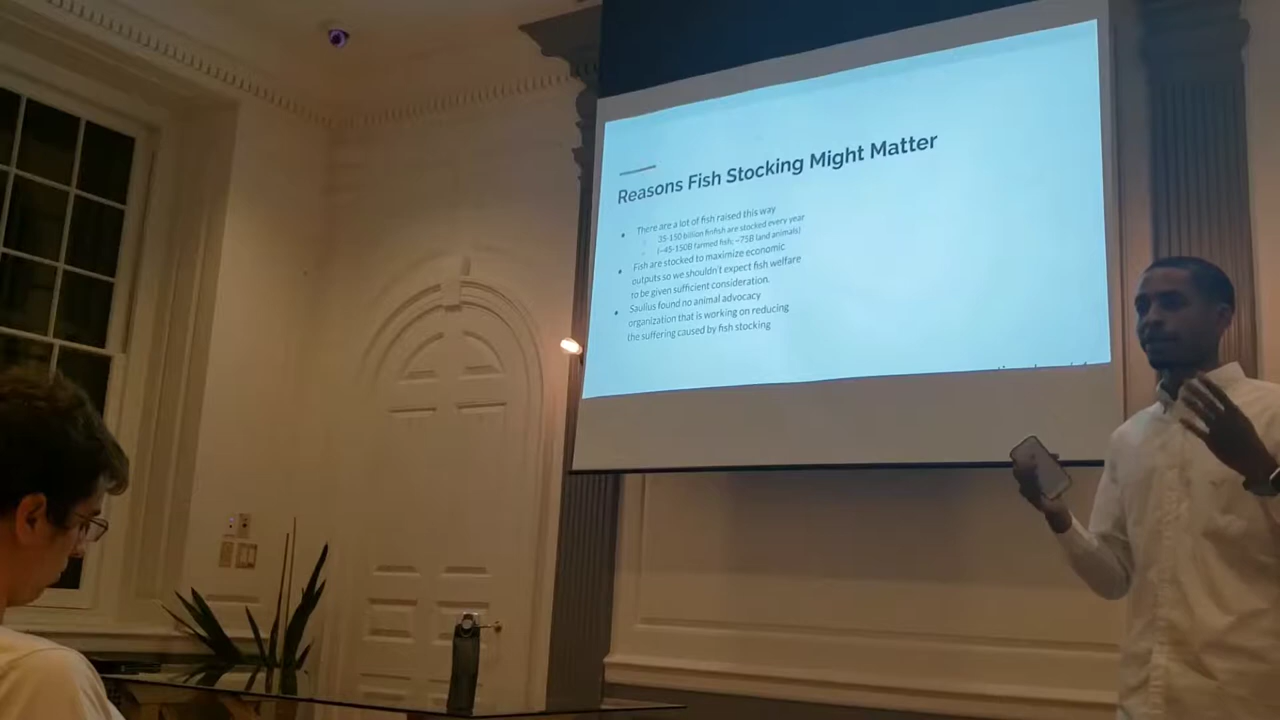 Reasons Fish Stocking Might Matter
There are a lot of fish raised this way
35-150 billion finfish are stocked every year
(~45-150B farmed fish; ~75B land animals)
Fish are stocked to maximize economic
outputs so we shouldn't expect fish welfare
to be given sufficient consideration.
Saulius found no animal advocacy
organization that is working on reducing
the suffering caused by fish stocking